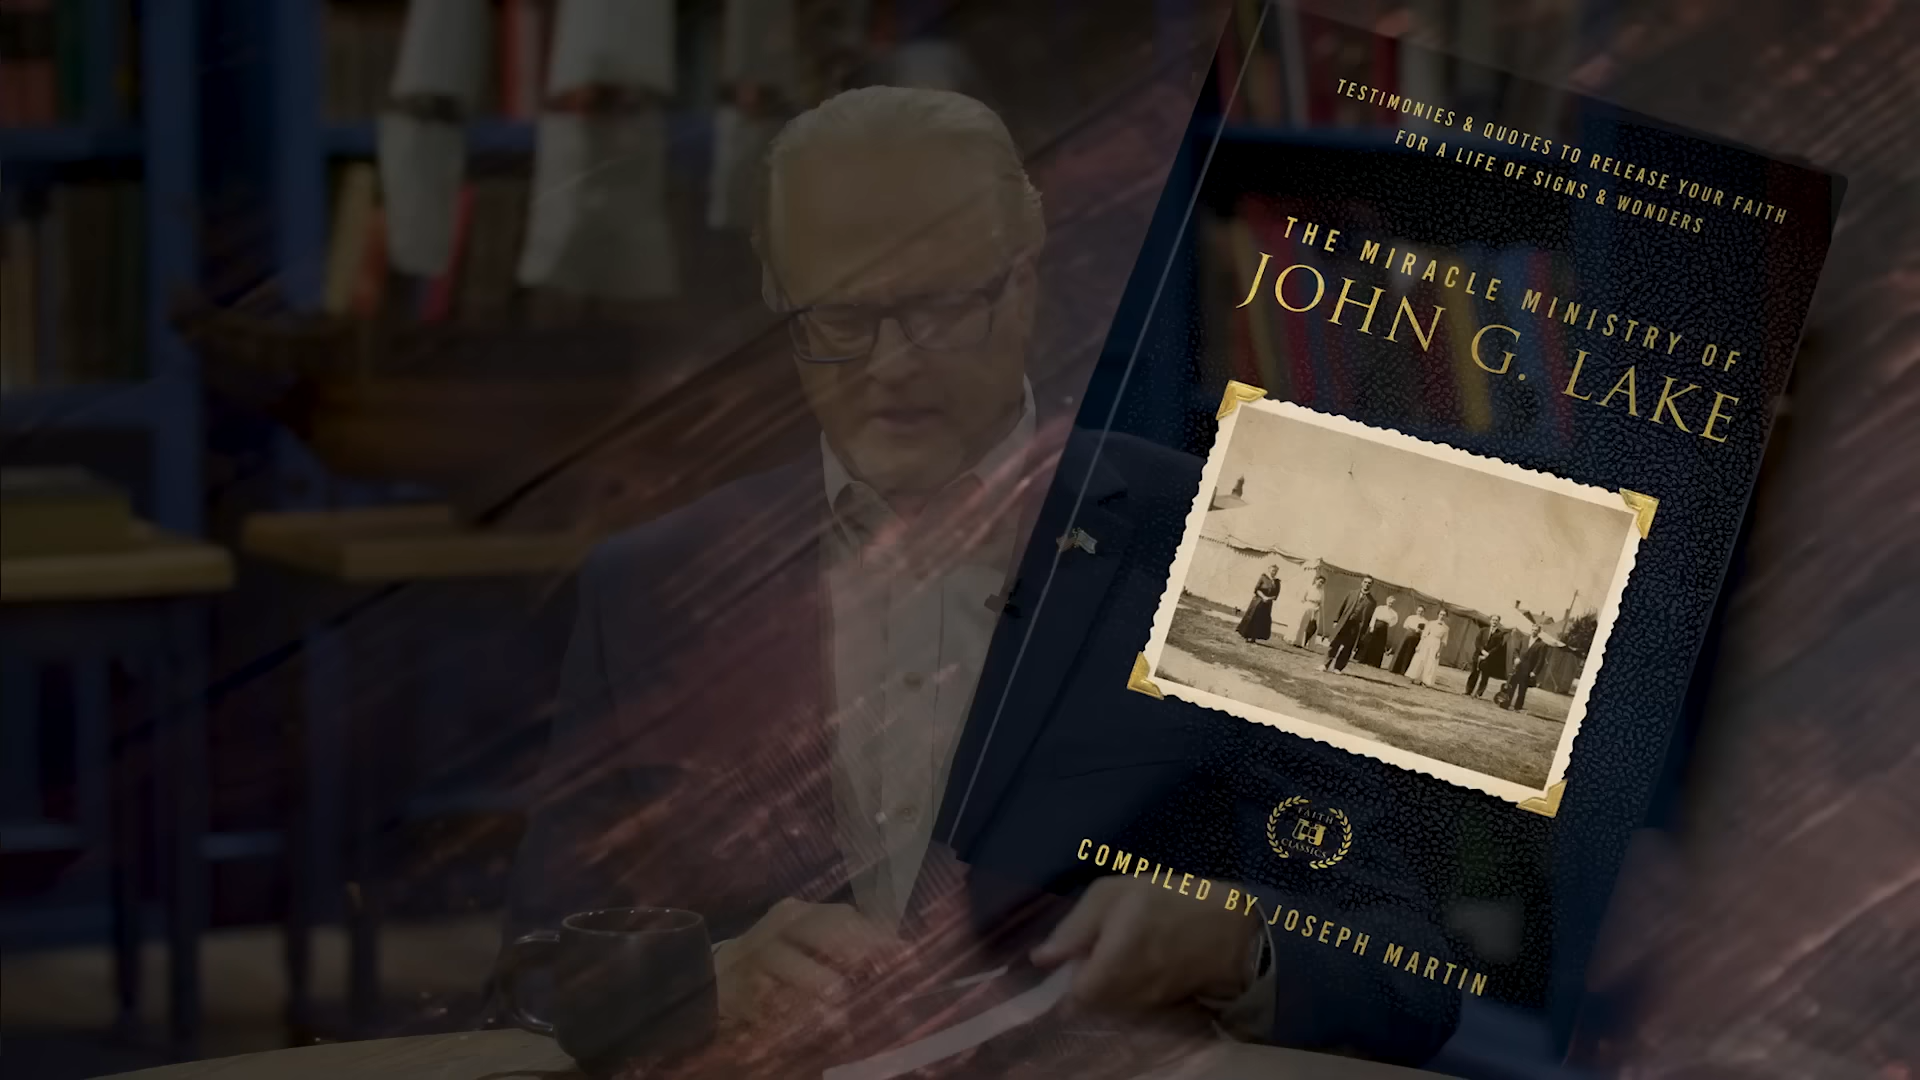 TESTIMONIES & QUOTES TO RELEASE YOUR FAITH
FOR A LIFE OF SIGNS & WONDERS
THE MIRACLE MINISTRY OF
JOHN G. LAKE
FAITH
CLASSICS
COMPILED BY JOSEPH MARTIN